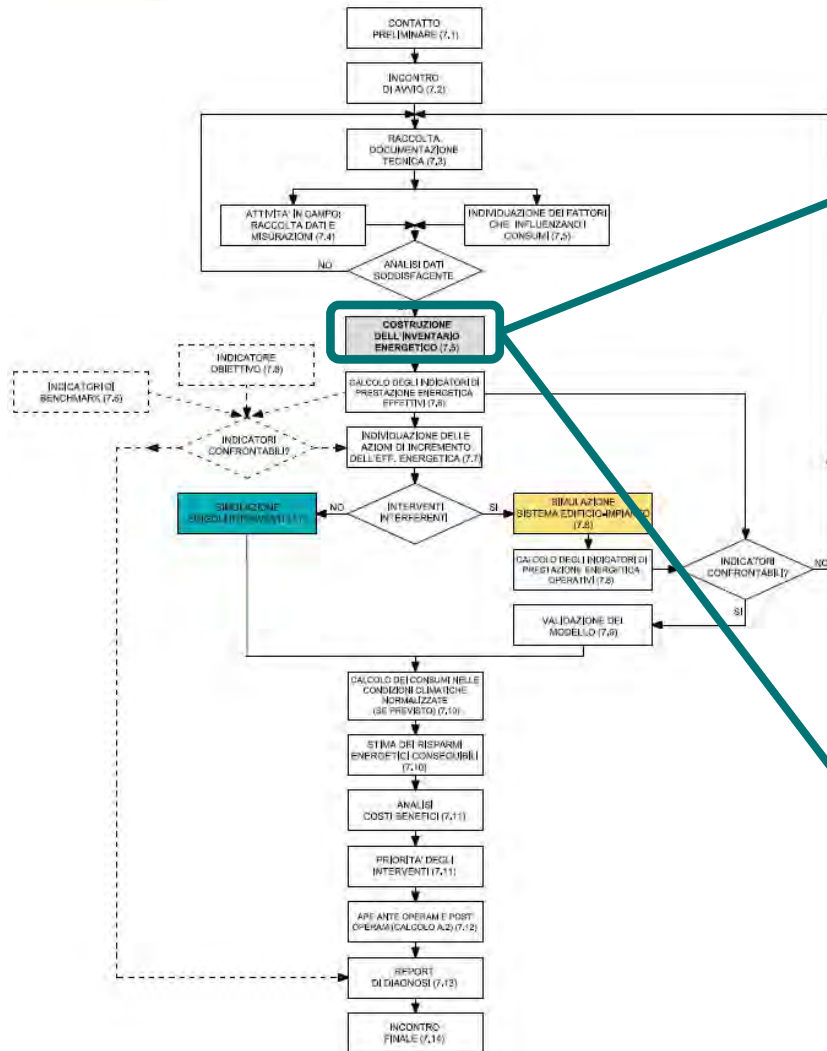 CONTATTO
PRELIMINARE (7.1)
INCONTRO
DI AVVIO (7.2)
RACCOLTA
DOCUMENTAZIONE
TECNICA (7.3)
ATTIVITA' IN CAMPO:
RACCOLTA DATI E
MISURAZIONI (7.4)
INDIVIDUAZIONE DEI FATTORI
CHE INFLUENZANO I
CONSUMI (7.5)
NO
ANALISI DATI
SODDISFACENTE
COSTRUZIONE
DELL'INVENTARIO
ENERGETICO (7.5)
INDICATORE
OBIETTIVO (7.9)
INDICATORI DI
BENCHMARK (7.6)
CALCOLO DEGLI INDICATORI DI
PRESTAZIONE ENERGETICA
EFFETTIVI (7.6)
INDICATORI
CONFRONTABILI?
INDIVIDUAZIONE DELLE
AZIONI DI INCREMENTO
DELL'EFF. ENERGETICA (7.7)
SIMULAZIONE
SINGOLI INTERVENTI
NO
INTERVENTI
INTERFERENTI
SI
SIMULAZIONE
SISTEMA EDIFICIO-IMPIANTO
(7.8)
CALCOLO DEGLI INDICATORI DI
PRESTAZIONE ENERGETICA
OPERATIVI (7.8)
INDICATORI
CONFRONTABILI?
NO
SI
VALIDAZIONE DEL
MODELLO (7.9)
CALCOLO DEI CONSUMI NELLE
CONDIZIONI CLIMATICHE
NORMALIZZATE
(SE PREVISTO) (7.10)
STIMA DEI RISPARMI
ENERGETICI CONSEGUIBILI
(7.10)
ANALISI
COSTI BENEFICI (7.11)
PRIORITA' DEGLI
INTERVENTI (7.11)
APE ANTE OPERAM E POST
OPERAM (CALCOLO A.2) (7.12)
REPORT
DI DIAGNOSI (7.13)
INCONTRO
FINALE (7.14)